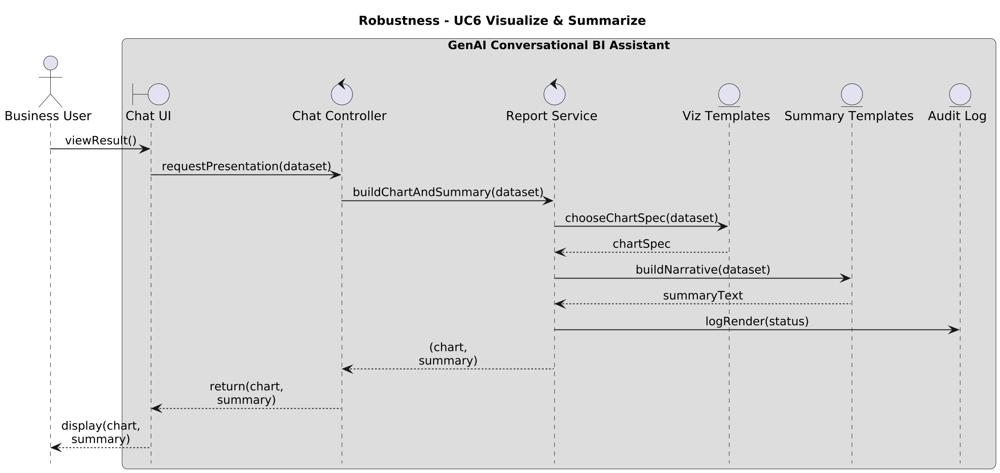 Robustness - UC6 Visualize & Summarize
GenAI Conversational BI Assistant
Business User
Chat UI
Chat Controller
Report Service
Viz Templates
Summary Templates
Audit Log
viewResult()
requestPresentation(dataset)
buildChartAndSummary(dataset)
chooseChartSpec(dataset)
chartSpec
buildNarrative(dataset)
summaryText
logRender(status)
(chart,
summary)
return(chart,
summary)
display(chart,
summary)